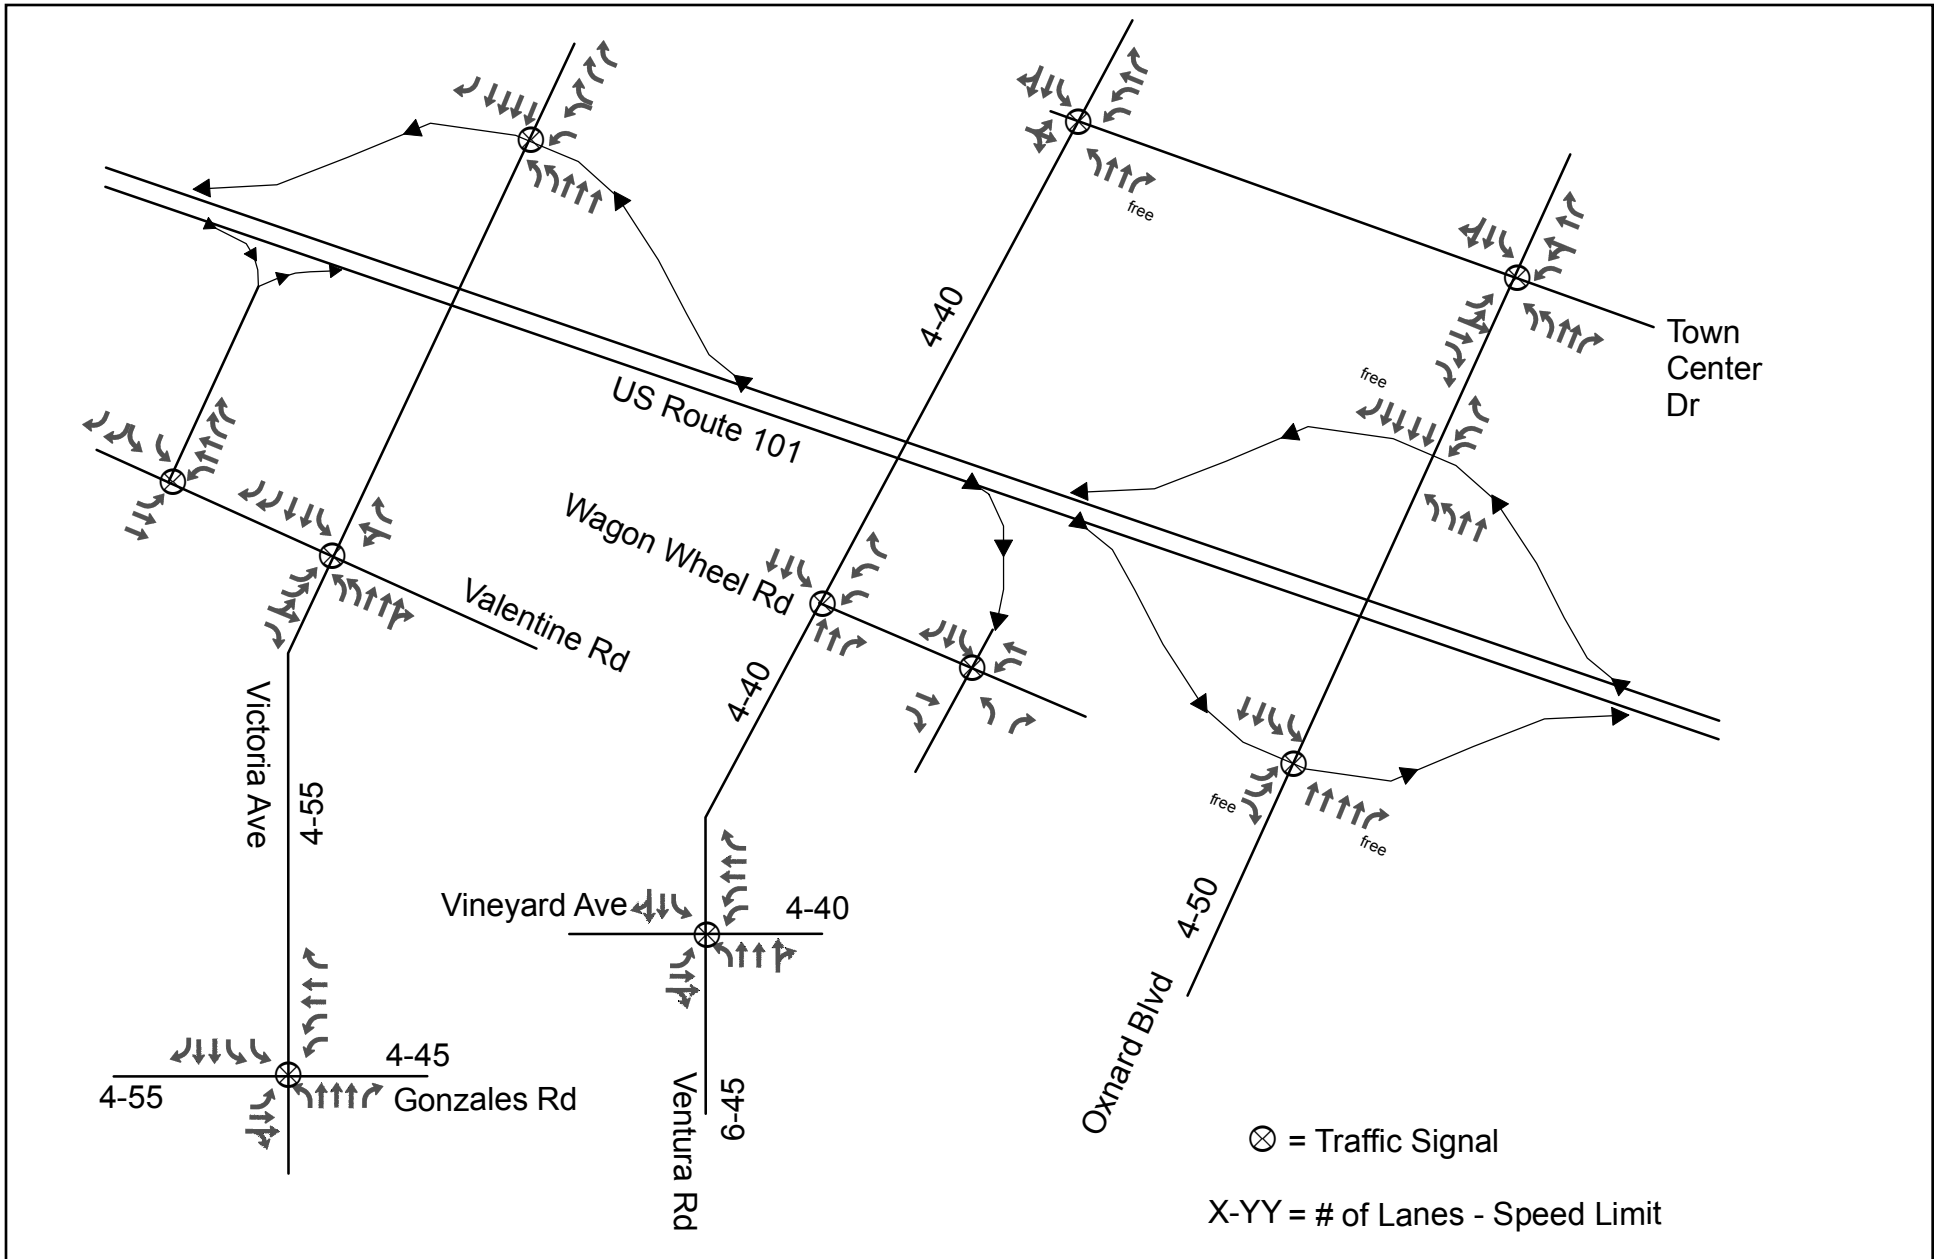 free
4-40
Town
Center
Dr
free
US Route 101
Wagon Wheel Rd
Valentine Rd
4-40
Victoria Ave
4-55
free
free
Vineyard Ave
4-40
4-50
Oxnard Blvd
4-45
4-55
Gonzales Rd
Ventura Rd
6-45
= Traffic Signal
X-YY = # of Lanes - Speed Limit